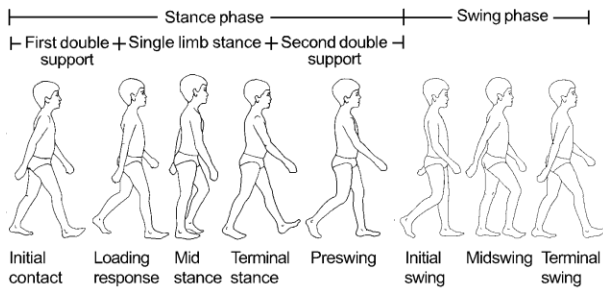 Stance phase
Swing phase
First double support
Single limb stance
Second double support
Initial contact
Loading response
Mid stance
Terminal stance
Preswing
Initial swing
Midswing
Terminal swing